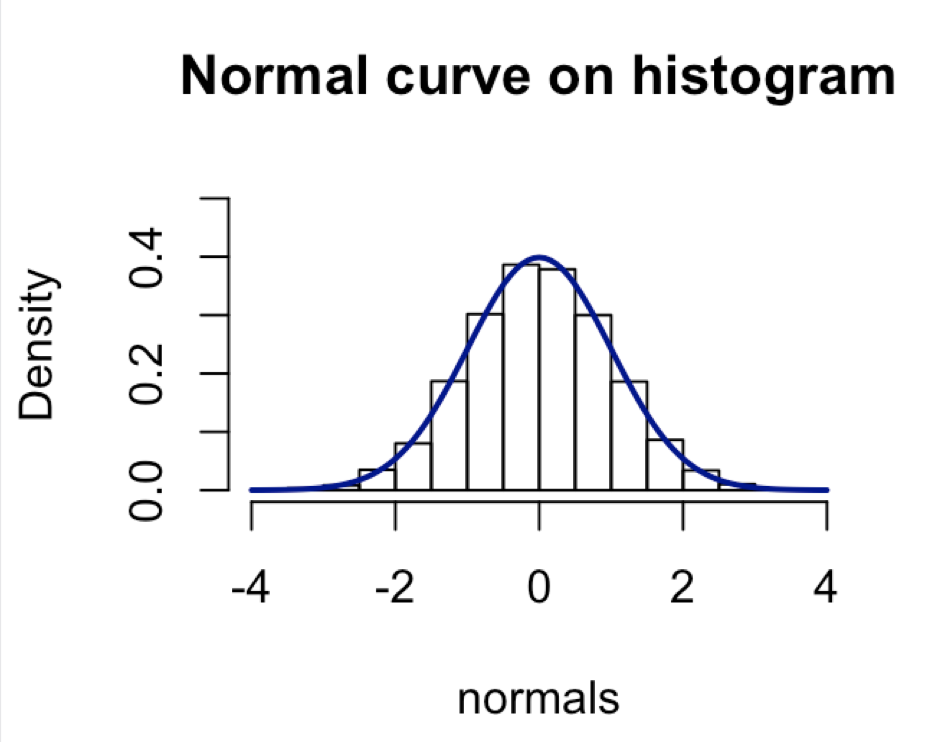 Normal curve on histogram
Density
0.4
0.2
0.0
-4 -2 0 2 4
normals